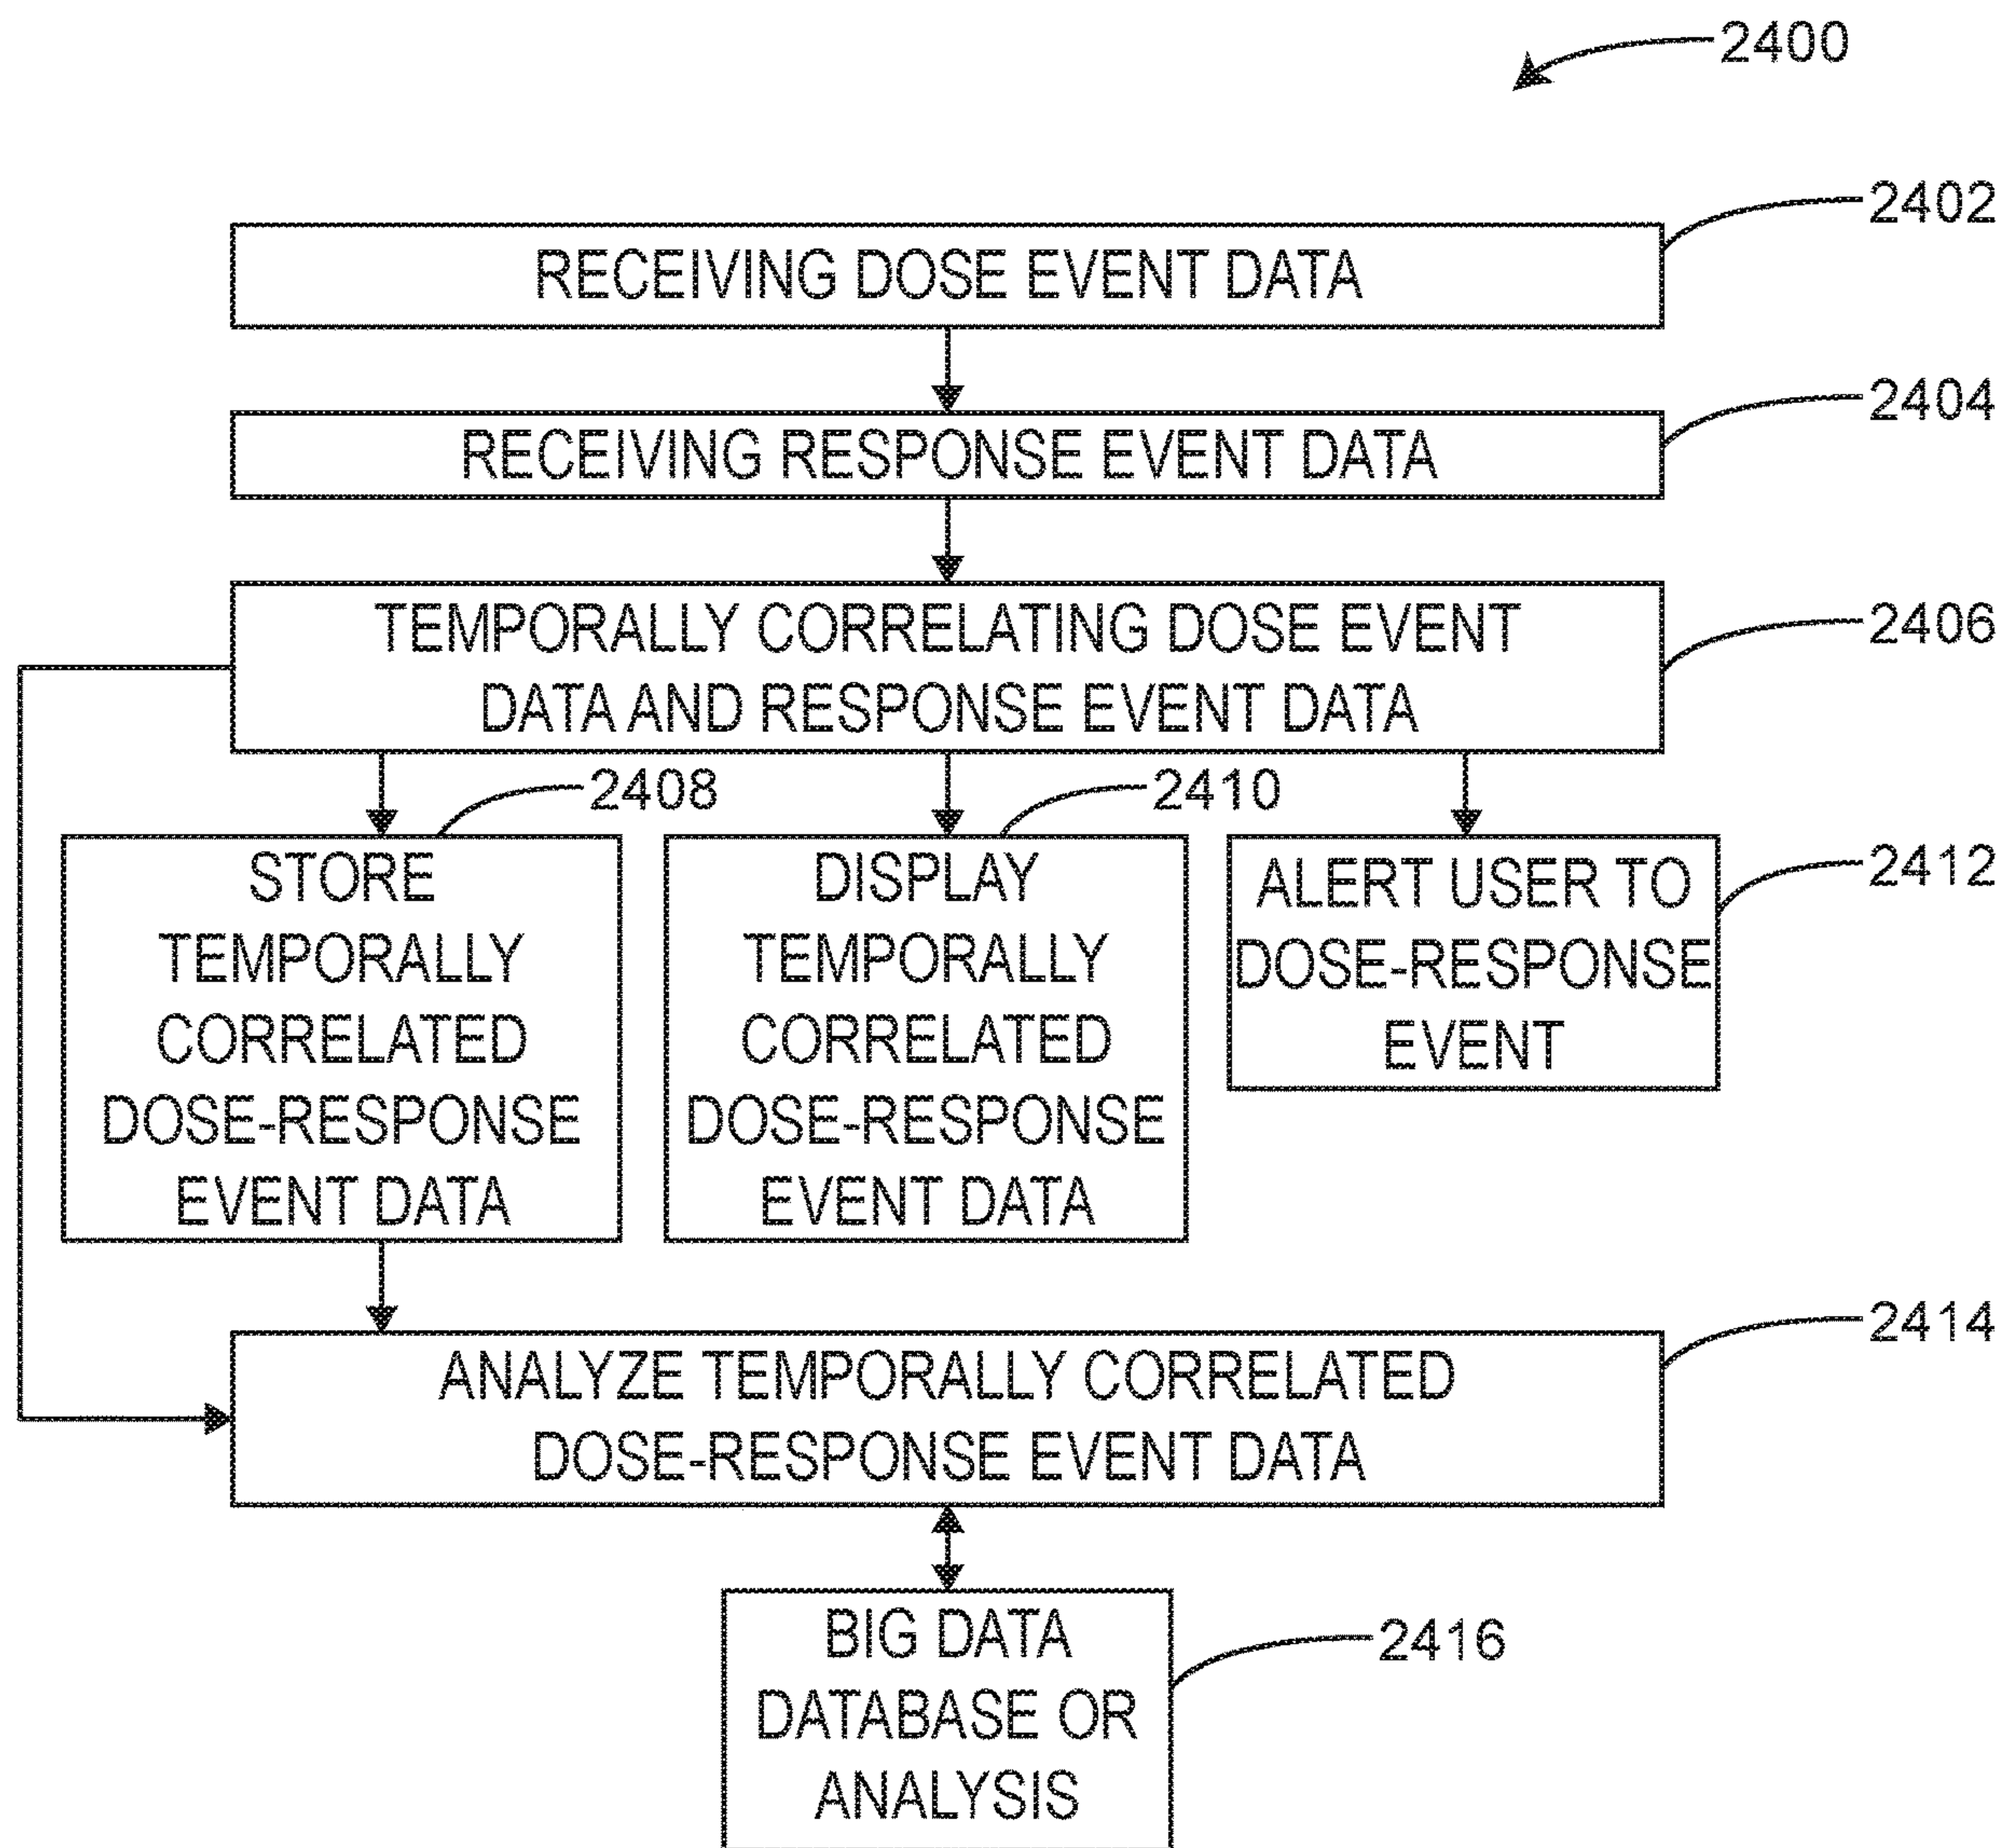 2400
2402
RECEIVING DOSE EVENT DATA
2404
RECEIVING RESPONSE EVENT DATA
2406
TEMPORALLY CORRELATING DOSE EVENT
DATA AND RESPONSE EVENT DATA
2408
STORE
TEMPORALLY
CORRELATED
DOSE-RESPONSE
EVENT DATA
2410
DISPLAY
TEMPORALLY
CORRELATED
DOSE-RESPONSE
EVENT DATA
2412
ALERT USER TO
DOSE-RESPONSE
EVENT
2414
ANALYZE TEMPORALLY CORRELATED
DOSE-RESPONSE EVENT DATA
2416
BIG DATA
DATABASE OR
ANALYSIS